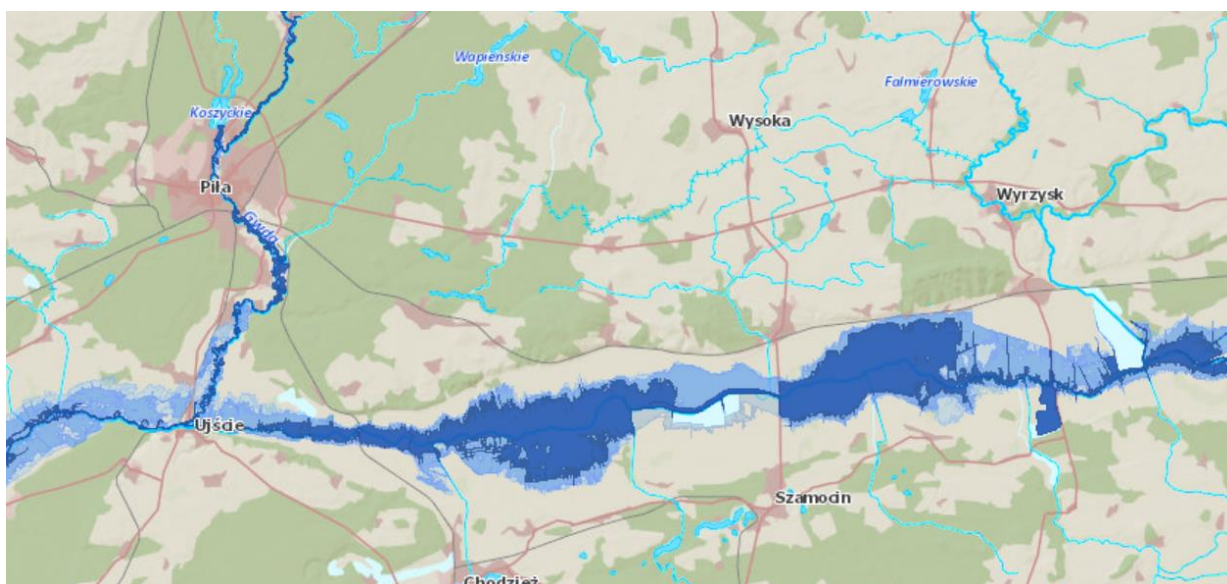 Wapienskie
Falmierowskie
Koszyckie
Wysoka
Piła
Wyrzysk
Gwda
Ujście
Szamocin
Chodzież